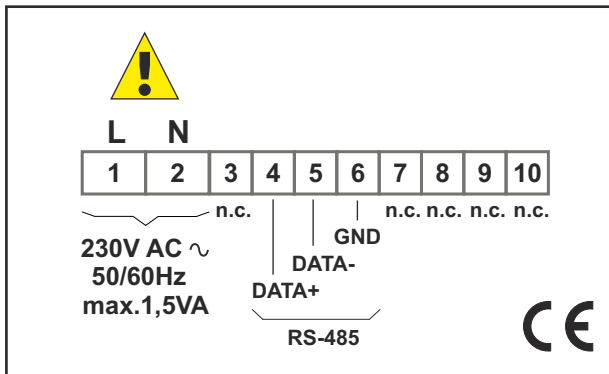 L N
1 2 3 4 5 6 7 8 9 10
n.c. n.c. n.c. n.c. n.c.
GND
230V AC ∿
DATA-
50/60Hz
DATA+
max.1,5VA
RS-485
CE